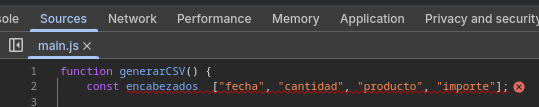 ole Sources Network Performance Memory Application Privacy and security
main.js ×
1 function generarCSV() {
2 const encabezados ["fecha", "cantidad", "producto", "importe"];
3